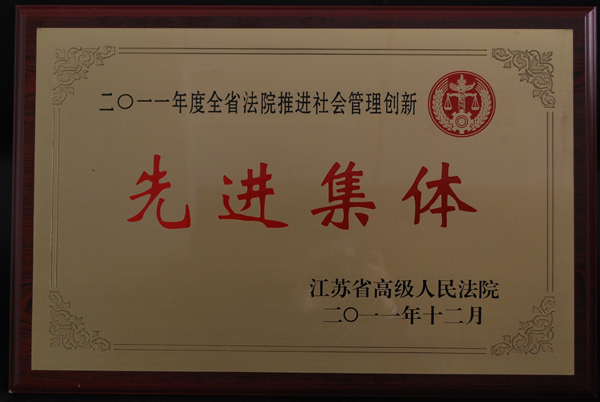 二〇一一年度全省法院推进社会管理创新
先进集体
江苏省高级人民法院
二〇一一年十二月